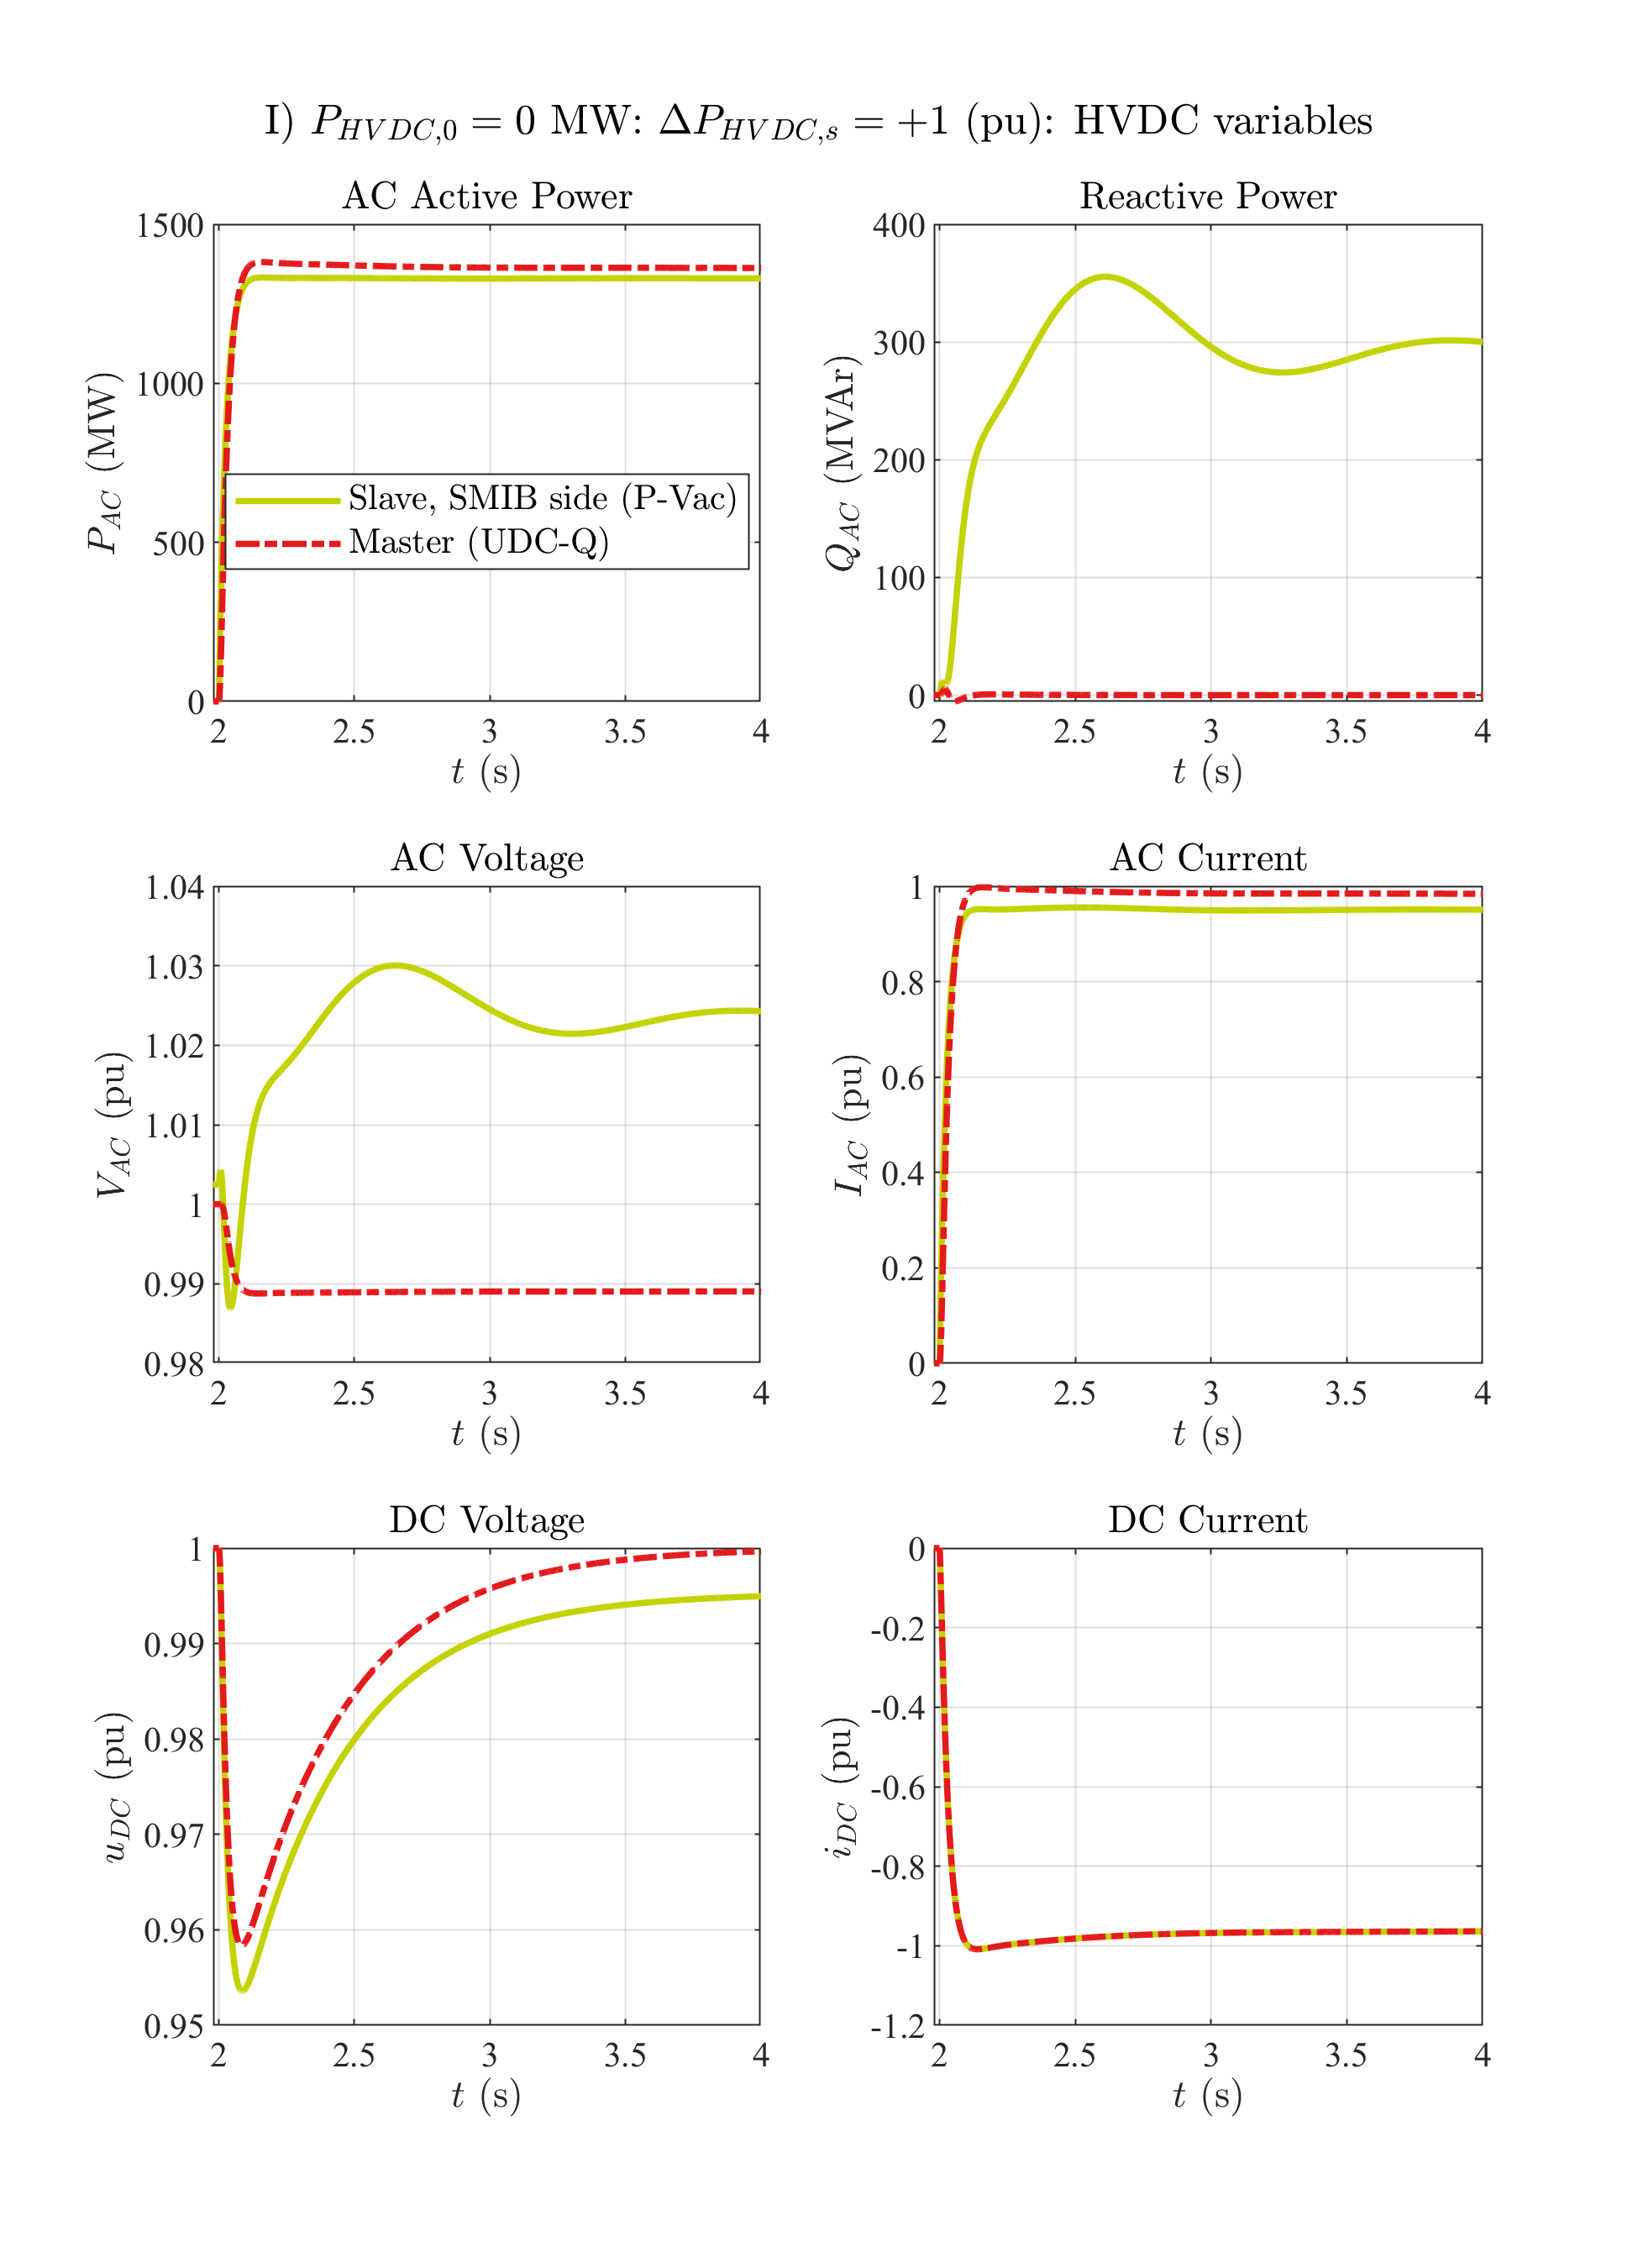 I) P_{HVDC,0} = 0 MW: ΔP_{HVDC,s} = +1 (pu): HVDC variables
AC Active Power
1500
1000
500
0
P_{AC} (MW)
Slave, SMIB side (P-Vac)
Master (UDC-Q)
2 2.5 3 3.5 4
t (s)
Reactive Power
400
300
200
100
0
Q_{AC} (MVAr)
2 2.5 3 3.5 4
t (s)
AC Voltage
1.04
1.03
1.02
1.01
1
0.99
0.98
V_{AC} (pu)
2 2.5 3 3.5 4
t (s)
AC Current
1
0.8
0.6
0.4
0.2
0
I_{AC} (pu)
2 2.5 3 3.5 4
t (s)
DC Voltage
1
0.99
0.98
0.97
0.96
0.95
u_{DC} (pu)
2 2.5 3 3.5 4
t (s)
DC Current
0
-0.2
-0.4
-0.6
-0.8
-1
-1.2
i_{DC} (pu)
2 2.5 3 3.5 4
t (s)